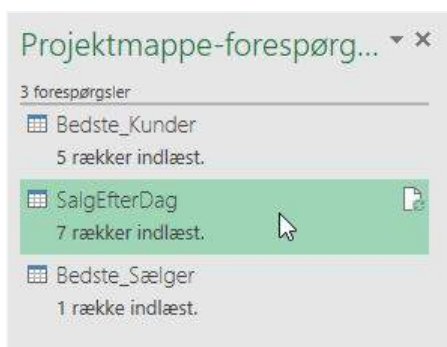 Projektmappe-forespørg...
3 forespørgsler
Bedste_Kunder
5 rækker indlæst.
SalgEfterDag
7 rækker indlæst.
Bedste_Sælger
1 række indlæst.